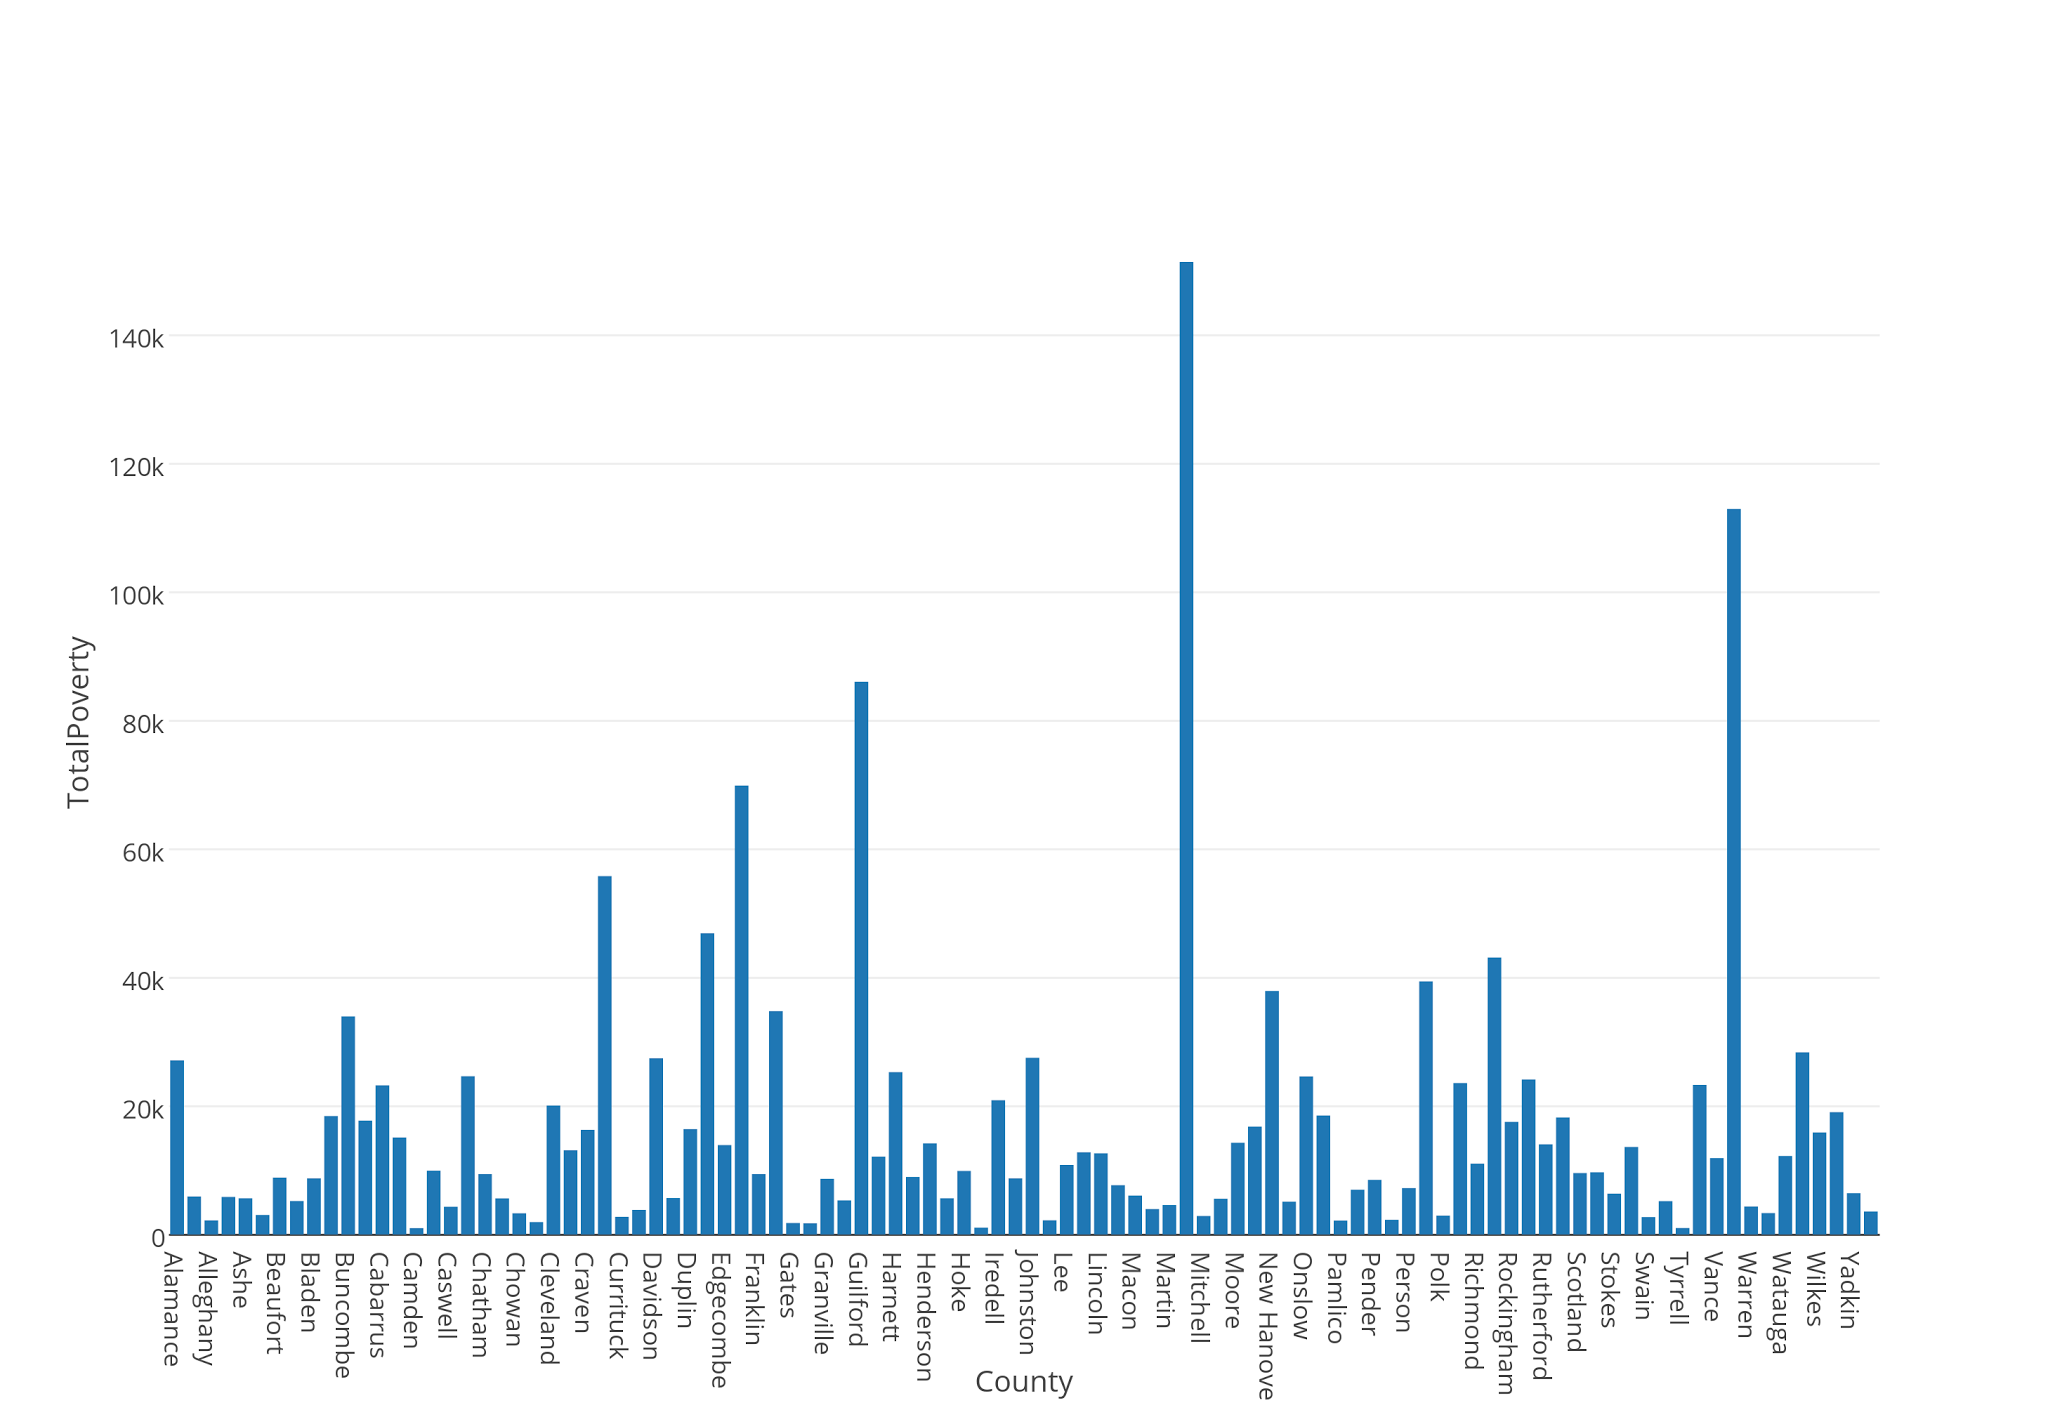 TotalPoverty
140k
120k
100k
80k
60k
40k
20k
0
Alamance
Alleghany
Ashe
Beaufort
Bladen
Buncombe
Cabarrus
Camden
Caswell
Chatham
Chowan
Cleveland
Craven
Currituck
Davidson
Duplin
Edgecombe
Franklin
Gates
Granville
Guilford
Harnett
Henderson
Hoke
Iredell
Johnston
Lee
Lincoln
Macon
Martin
Mitchell
Moore
New Hanove
Onslow
Pamlico
Pender
Person
Polk
Richmond
Rockingham
Rutherford
Scotland
Stokes
Swain
Tyrrell
Vance
Warren
Watauga
Wilkes
Yadkin
County